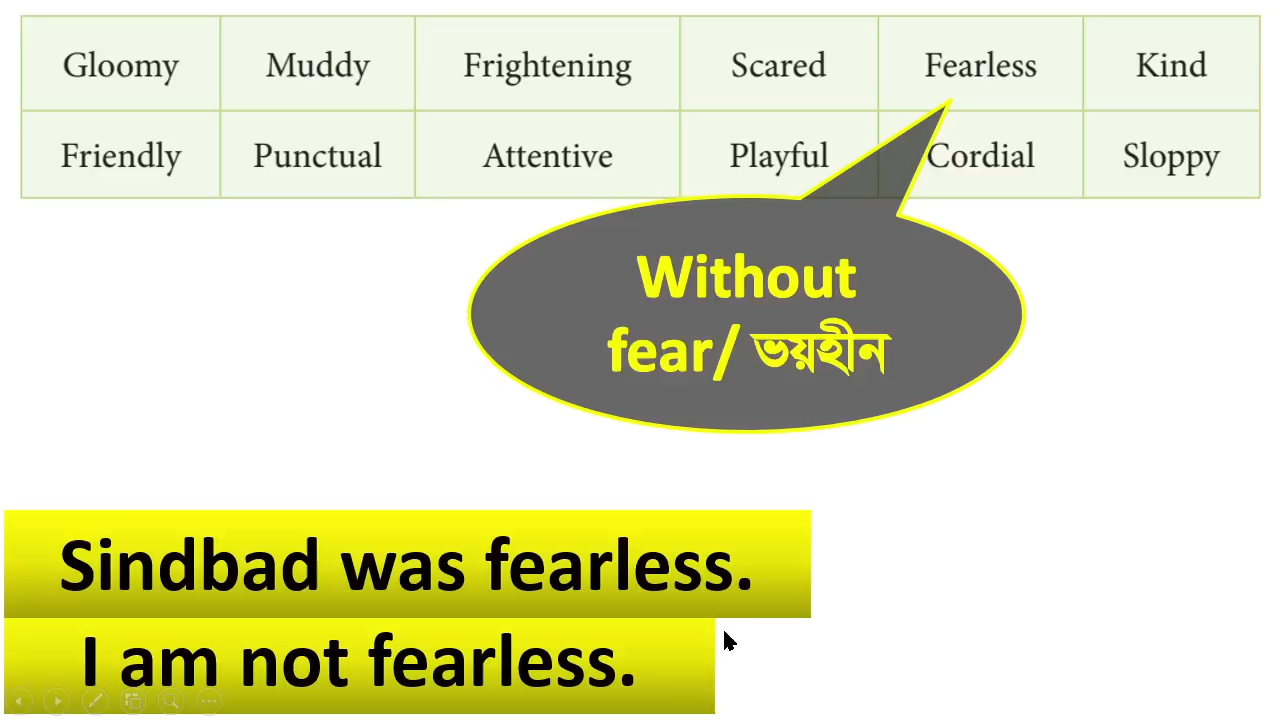 Gloomy Muddy Frightening Scared Fearless Kind
Friendly Punctual Attentive Playful Cordial Sloppy
Without
fear/ ভয়হীন
Sindbad was fearless.
I am not fearless.